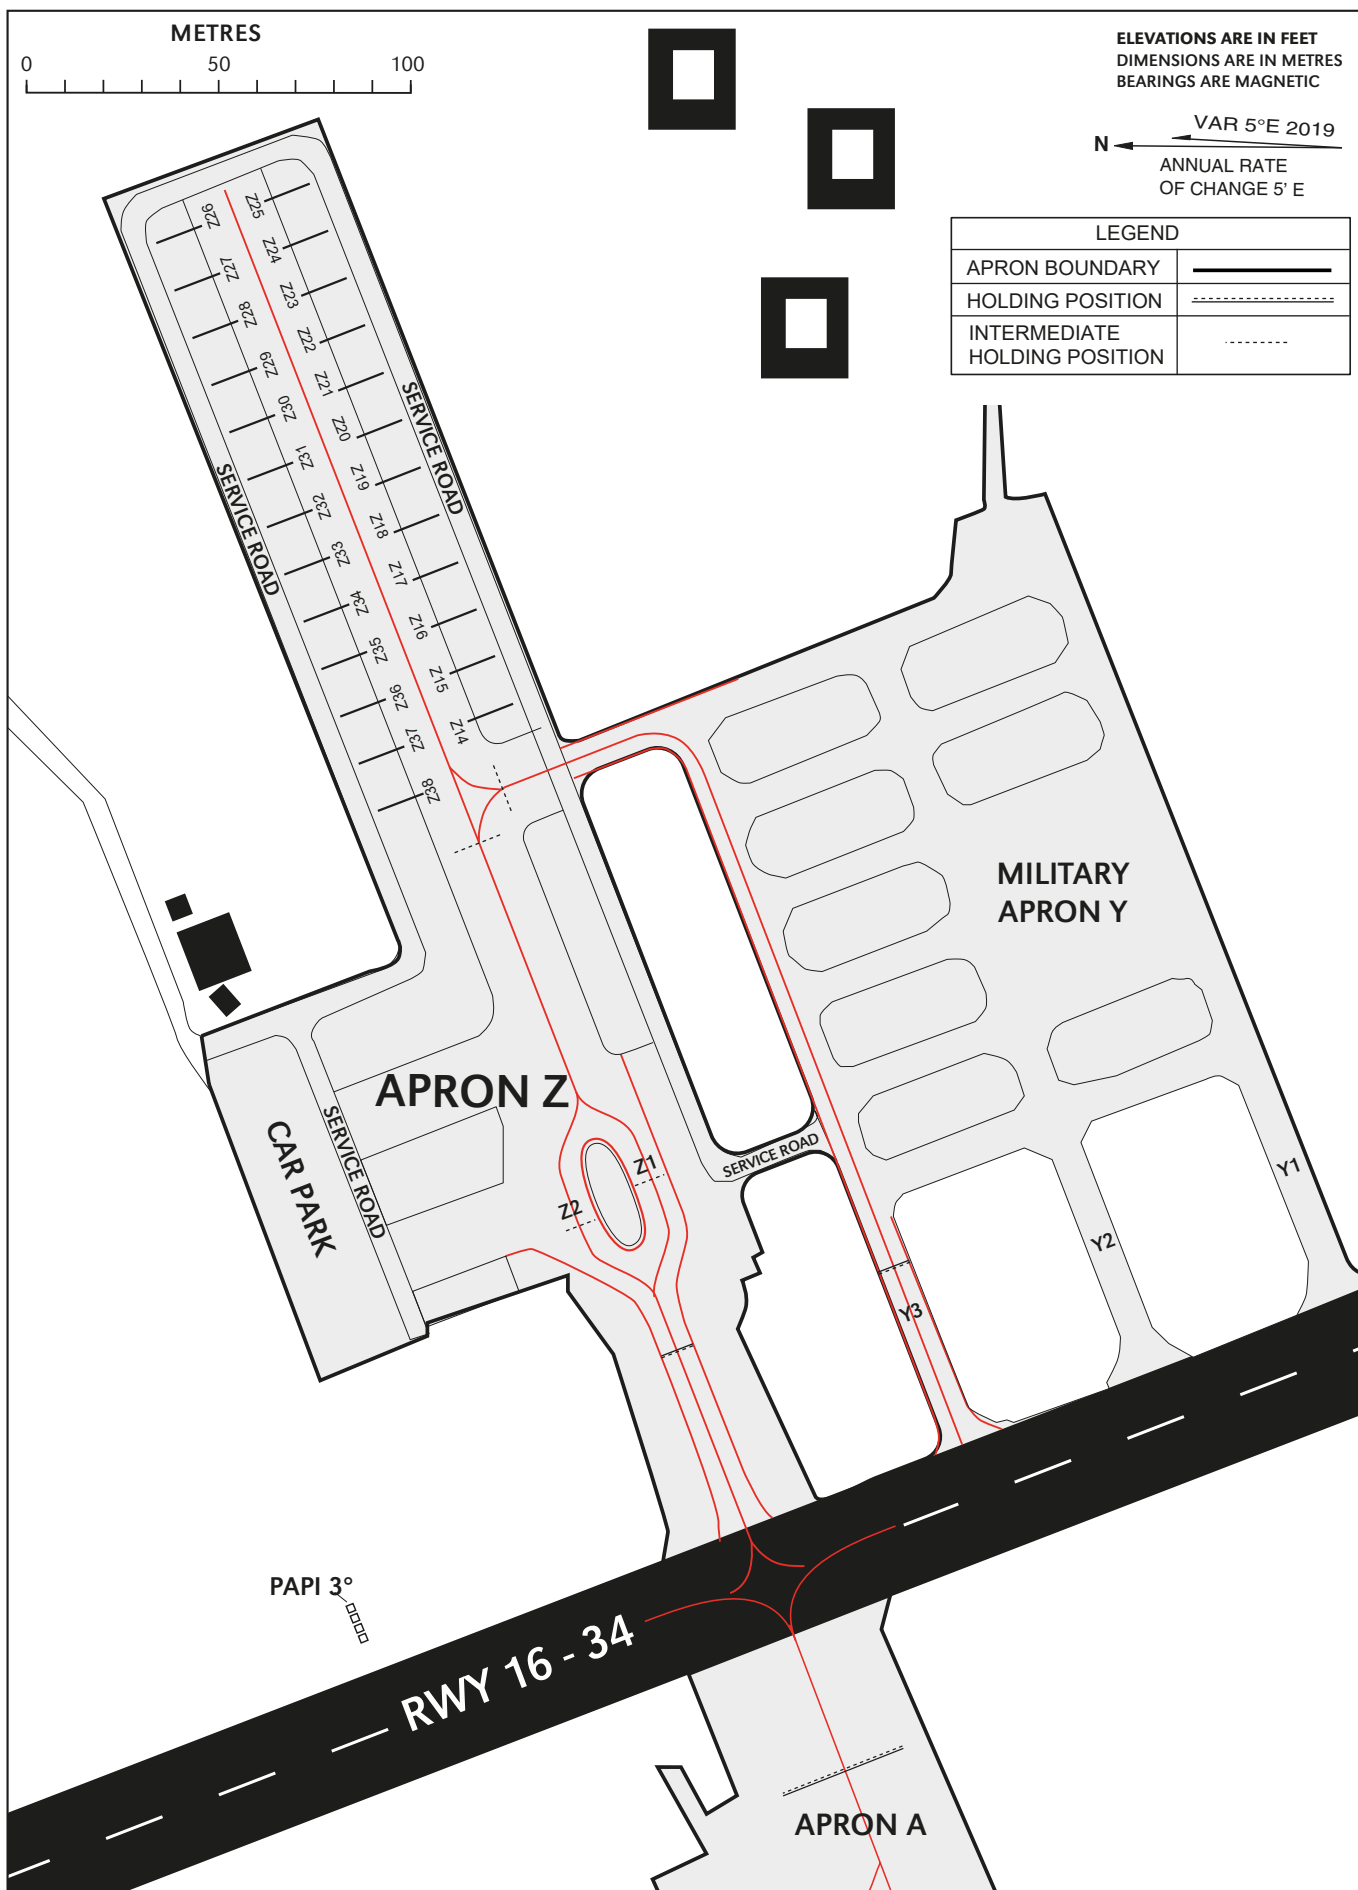 METRES
0 50 100
ELEVATIONS ARE IN FEET
DIMENSIONS ARE IN METRES
BEARINGS ARE MAGNETIC
VAR 5°E 2019
N
ANNUAL RATE
OF CHANGE 5' E
LEGEND
APRON BOUNDARY
HOLDING POSITION
INTERMEDIATE
HOLDING POSITION
Z25
Z24
Z23
Z22
Z21
Z20
Z19
Z18
Z17
Z16
Z15
Z14
Z26
Z27
Z28
Z29
Z30
Z31
Z32
Z33
Z34
Z35
Z36
Z37
Z38
SERVICE ROAD
SERVICE ROAD
MILITARY
APRON Y
APRON Z
CAR PARK
SERVICE ROAD
SERVICE ROAD
Z1
Z2
Y1
Y2
Y3
PAPI 3°
RWY 16 - 34
APRON A